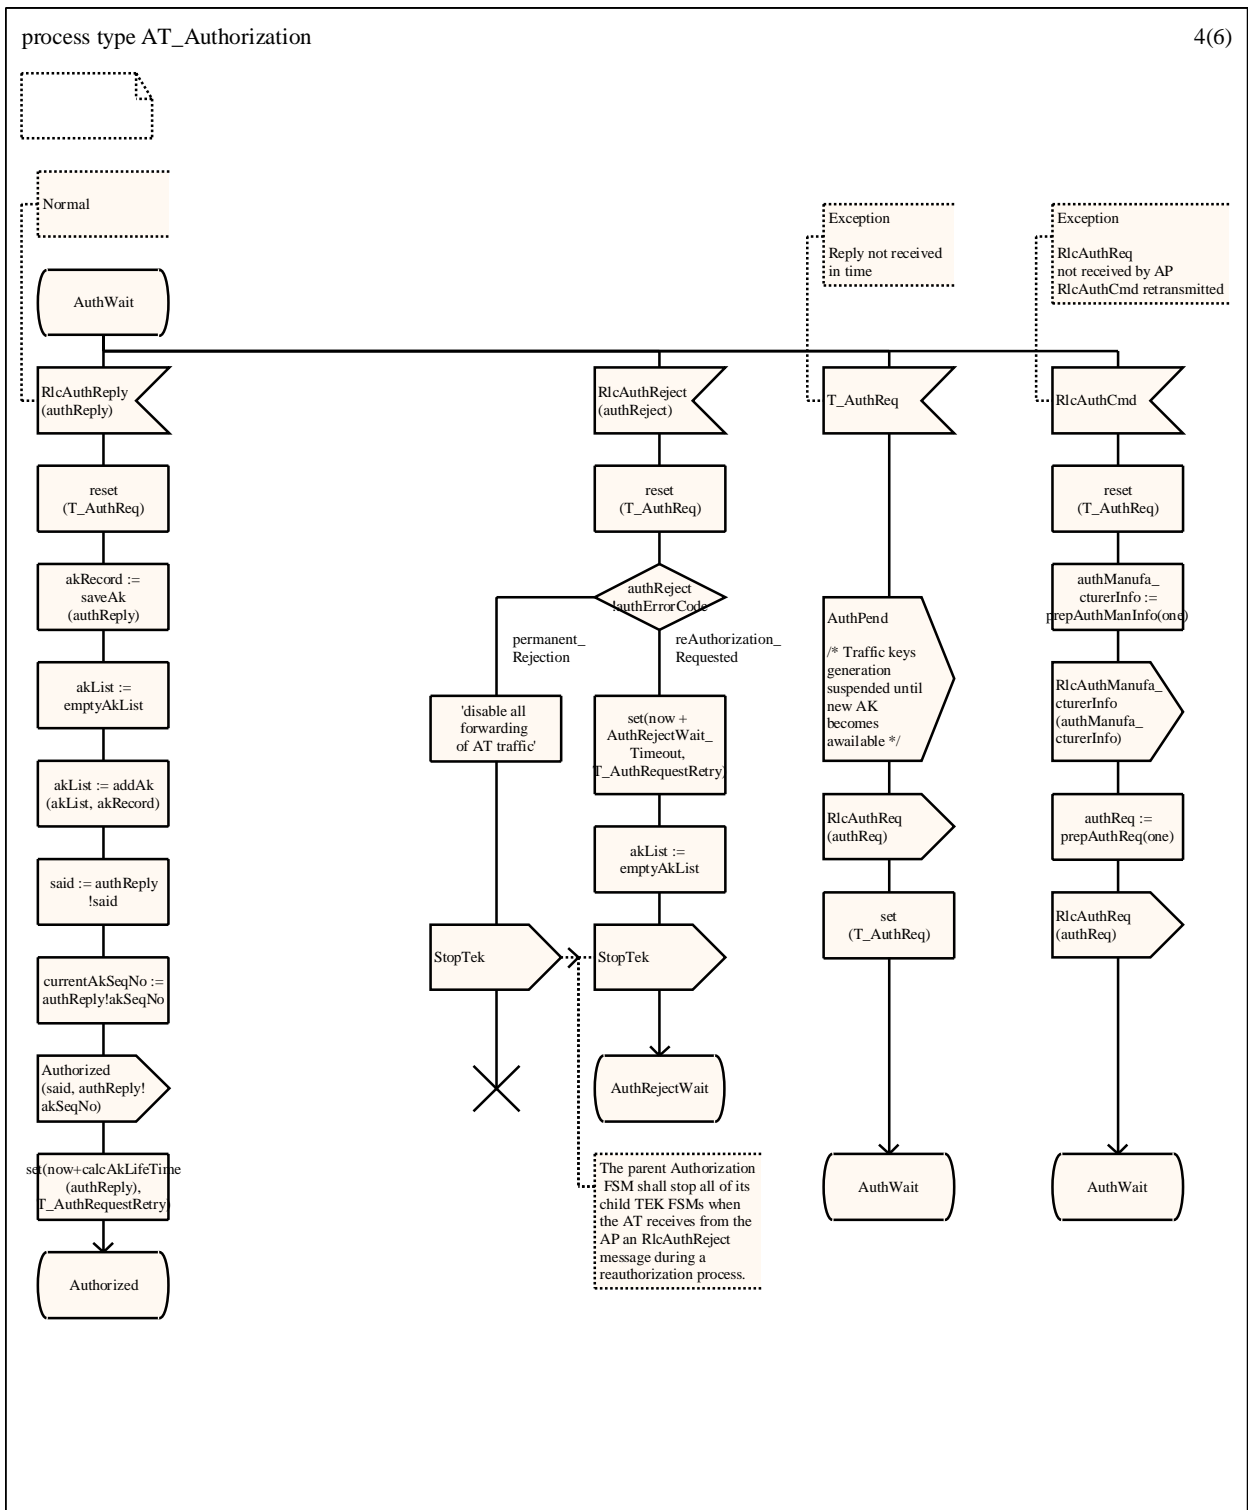 process type AT_Authorization
4(6)
Normal
Exception
Reply not received
in time
Exception
RlcAuthReq
not received by AP
RlcAuthCmd retransmitted
AuthWait
RlcAuthReply
(authReply)
reset
(T_AuthReq)
akRecord :=
saveAk
(authReply)
akList :=
emptyAkList
akList := addAk
(akList, akRecord)
said := authReply
!said
currentAkSeqNo :=
authReply!akSeqNo
Authorized
(said, authReply!
akSeqNo)
set(now+calcAkLifeTime
(authReply),
T_AuthRequestRetry)
Authorized
RlcAuthReject
(authReject)
reset
(T_AuthReq)
authReject
!authErrorCode
permanent_
Rejection
'disable all
forwarding
of AT traffic'
StopTek
reAuthorization_
Requested
set(now +
AuthRejectWait_
Timeout,
T_AuthRequestRetry)
akList :=
emptyAkList
StopTek
AuthRejectWait
The parent Authorization
FSM shall stop all of its
child TEK FSMs when
the AT receives from the
AP an RlcAuthReject
message during a
reauthorization process.
T_AuthReq
AuthPend
/* Traffic keys
generation
suspended until
new AK
becomes
awailable */
RlcAuthReq
(authReq)
set
(T_AuthReq)
AuthWait
RlcAuthCmd
reset
(T_AuthReq)
authManufa_
cturerInfo :=
prepAuthManInfo(one)
RlcAuthManufa_
cturerInfo
(authManufa_
cturerInfo)
authReq :=
prepAuthReq(one)
RlcAuthReq
(authReq)
AuthWait